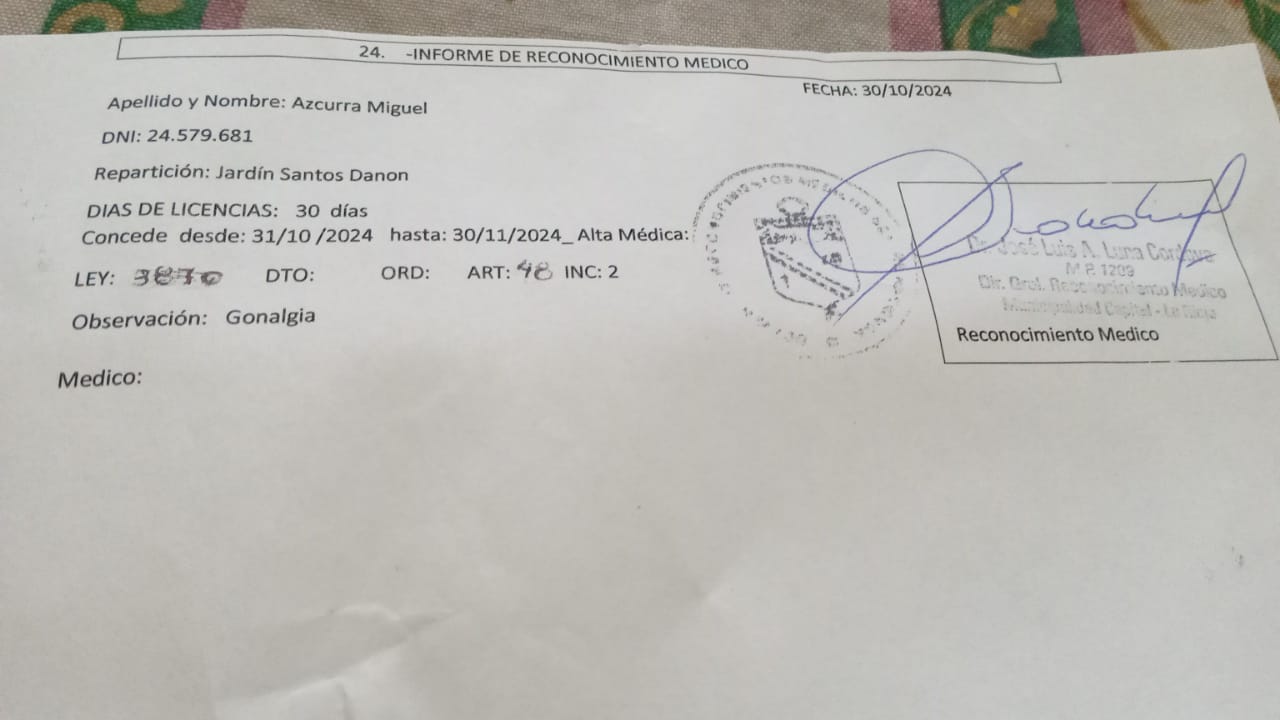 24. -INFORME DE RECONOCIMIENTO MEDICO
FECHA: 30/10/2024
Apellido y Nombre: Azcurra Miguel
DNI: 24.579.681
Repartición: Jardín Santos Danon
DIAS DE LICENCIAS: 30 días
Concede desde: 31/10 /2024 hasta: 30/11/2024_ Alta Médica:
LEY: 3870 DTO: ORD: ART: 48 INC: 2
Observación: Gonalgia
Medico:
Dr. José Luis A. Luna Cordova
M.P. 1209
Dir. Gral. Reconocimiento Medico
Municipalidad Capital - La Rioja
Reconocimiento Medico